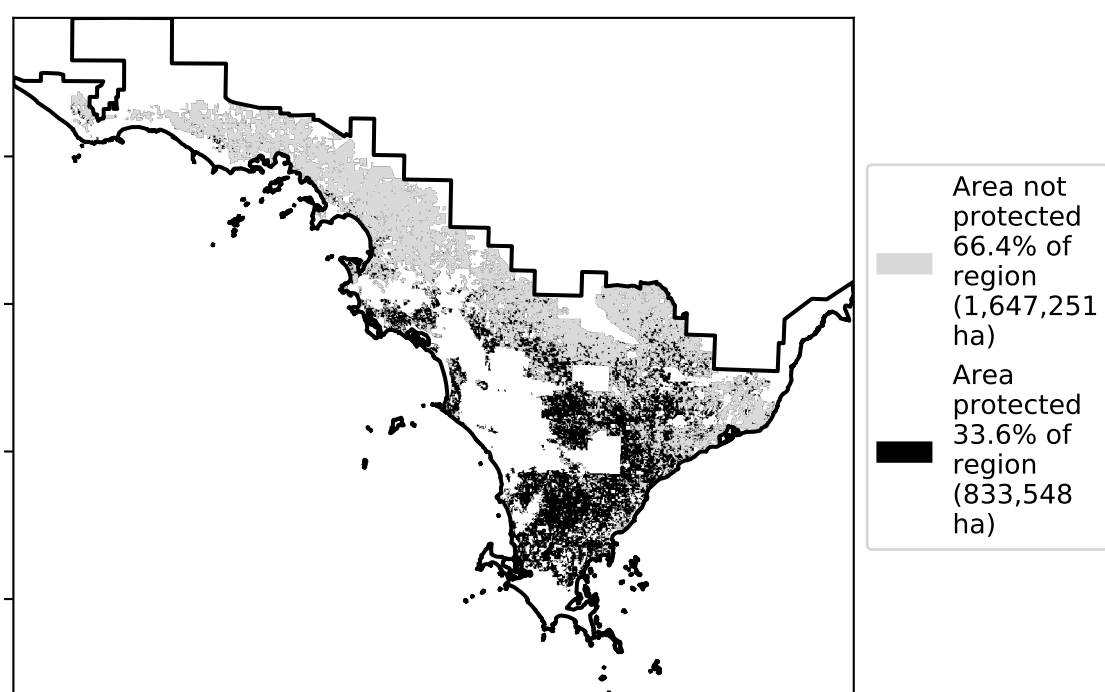 Area not
protected
66.4% of
region
(1,647,251
ha)
Area
protected
33.6% of
region
(833,548
ha)